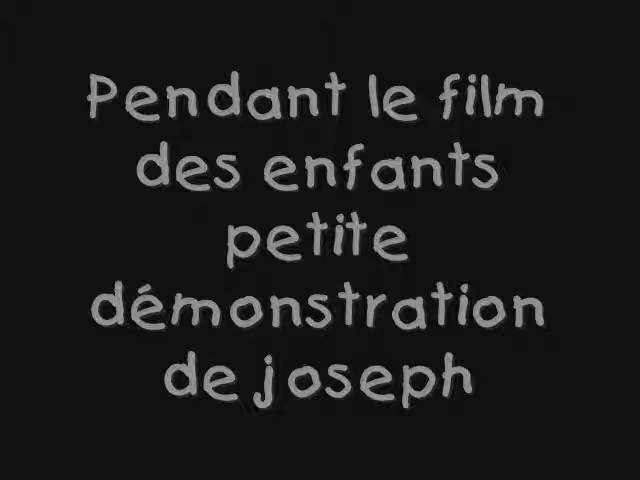 Pendant le film
des enfants
petite
démonstration
de joseph